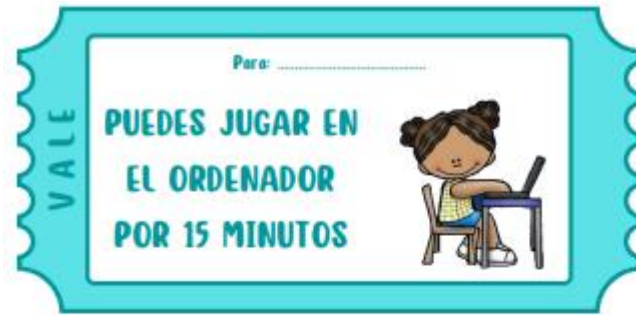 VALE
Para: ................................................
PUEDES JUGAR EN
EL ORDENADOR
POR 15 MINUTOS